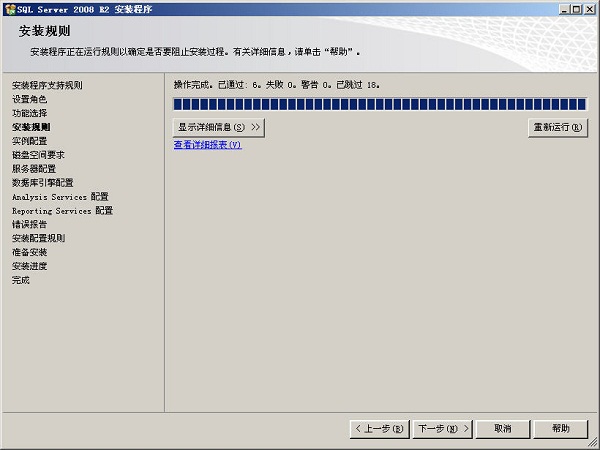 SQL Server 2008 R2 安装程序
安装规则
安装程序正在运行规则以确定是否要阻止安装过程。有关详细信息，请单击“帮助”。
安装程序支持规则
设置角色
功能选择
安装规则
实例配置
磁盘空间要求
服务器配置
数据库引擎配置
Analysis Services 配置
Reporting Services 配置
错误报告
安装配置规则
准备安装
安装进度
完成
操作完成。已通过: 6。失败 0。警告 0。已跳过 18。
显示详细信息(S) >>
重新运行(R)
查看详细报表(V)
< 上一步(B)
下一步(N) >
取消
帮助